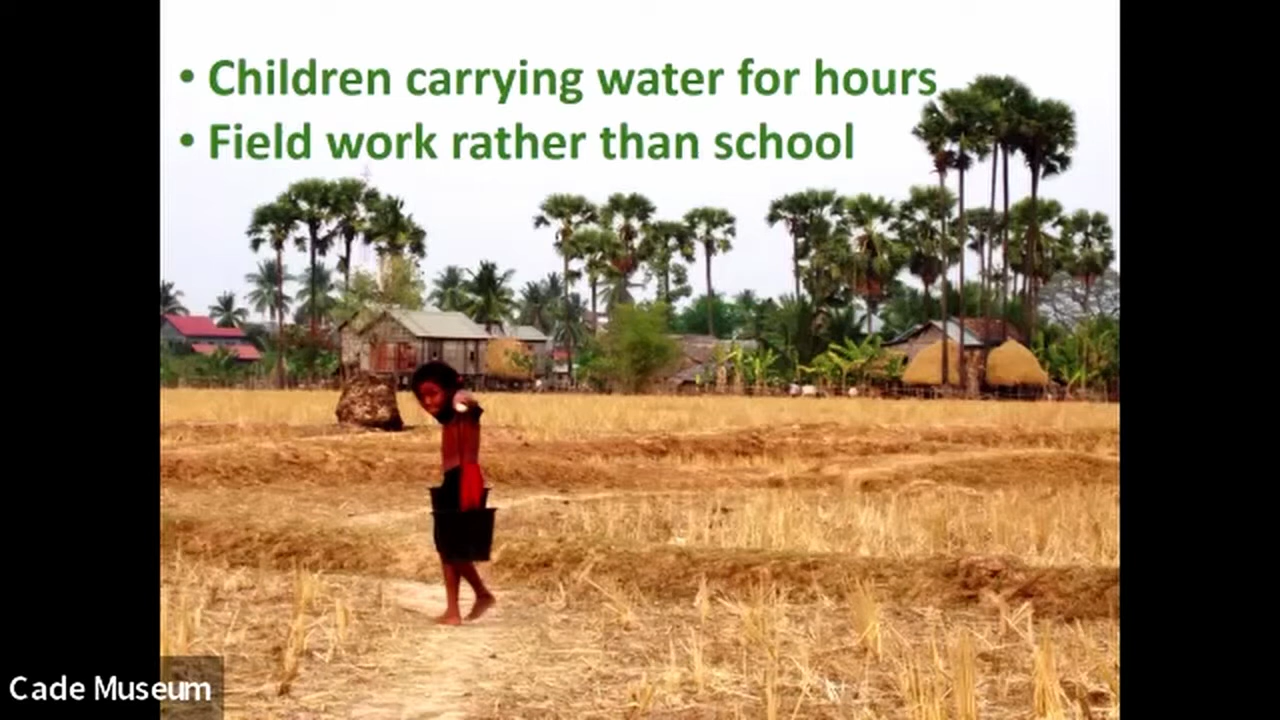 • Children carrying water for hours
• Field work rather than school
Cade Museum